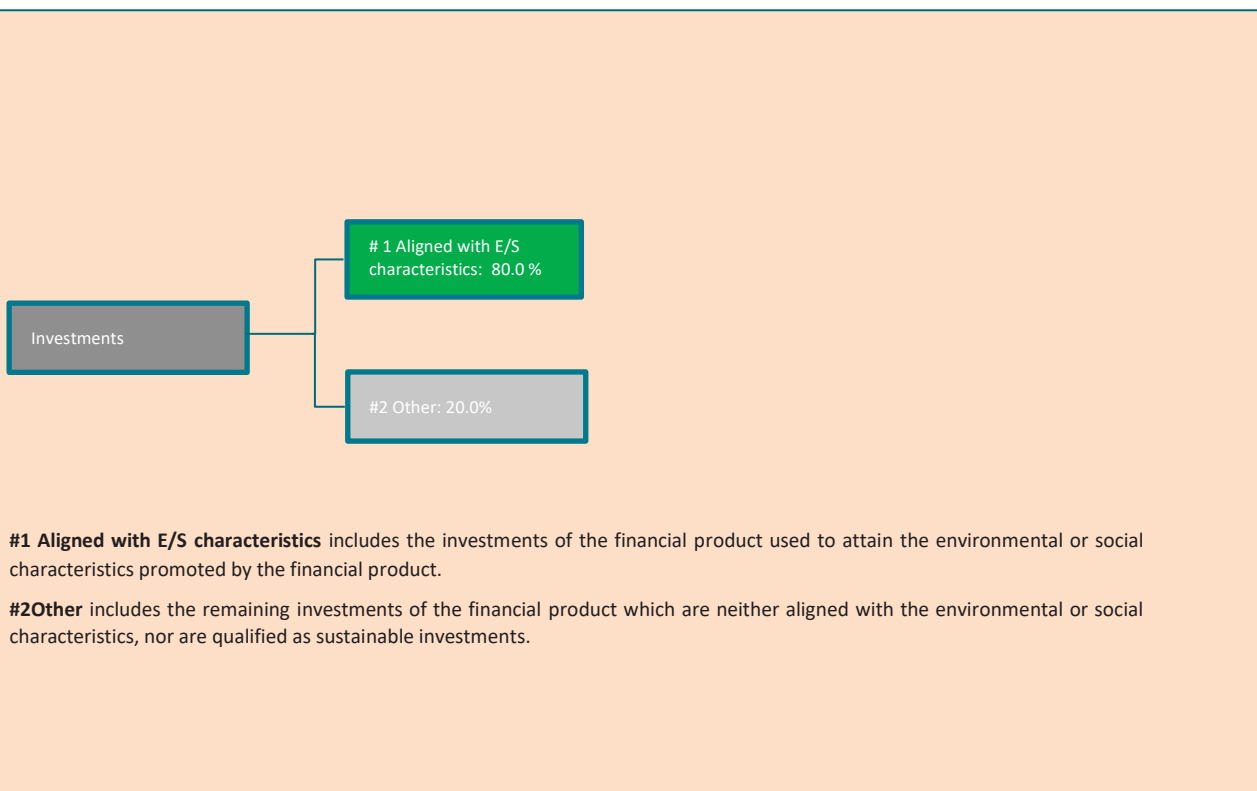 # 1 Aligned with E/S
characteristics:  80.0 %
Investments
#2 Other: 20.0%
#1 Aligned with E/S characteristics includes the investments of the financial product used to attain the environmental or social
characteristics promoted by the financial product.
#2Other includes the remaining investments of the financial product which are neither aligned with the environmental or social
characteristics, nor are qualified as sustainable investments.